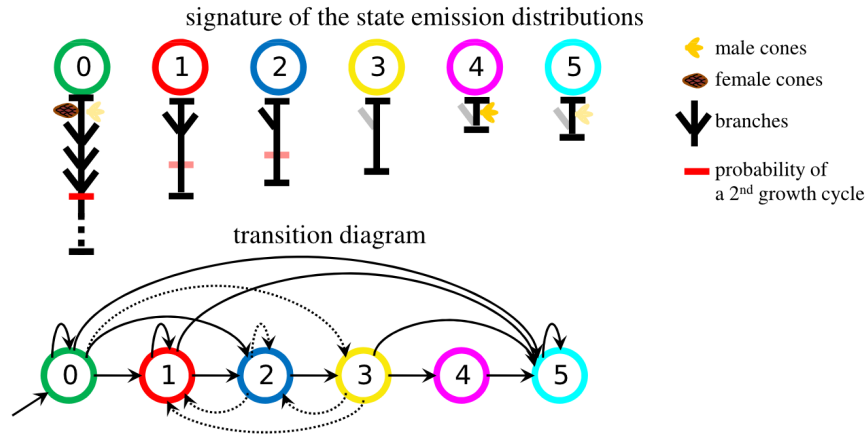 signature of the state emission distributions
0 1 2 3 4 5
male cones
female cones
branches
probability of
a 2nd growth cycle
transition diagram
0 1 2 3 4 5